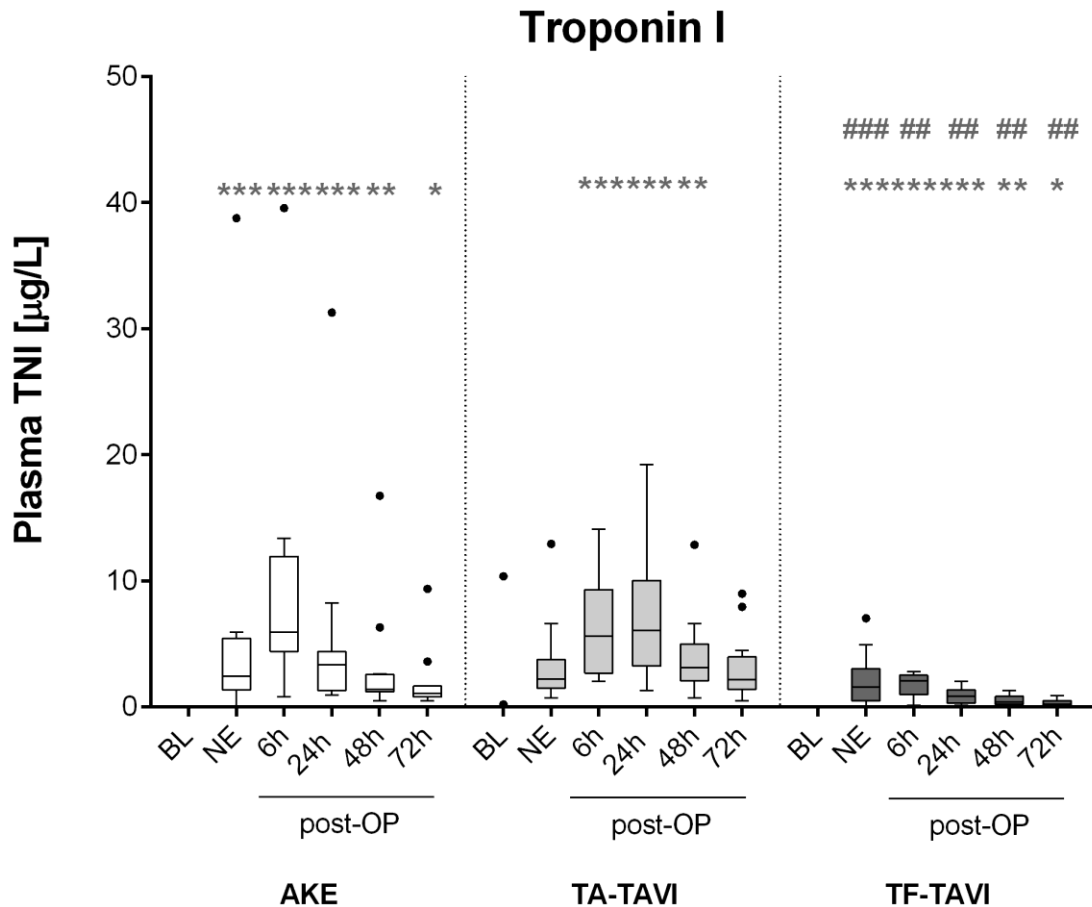 Troponin I
Plasma TNI [µg/L]
50
40
30
20
10
0
### ## ## ## ##
********** ** *
****** **
********* ** *
BL NE 6h 24h 48h 72h BL NE 6h 24h 48h 72h BL NE 6h 24h 48h 72h
post-OP post-OP post-OP
AKE TA-TAVI TF-TAVI